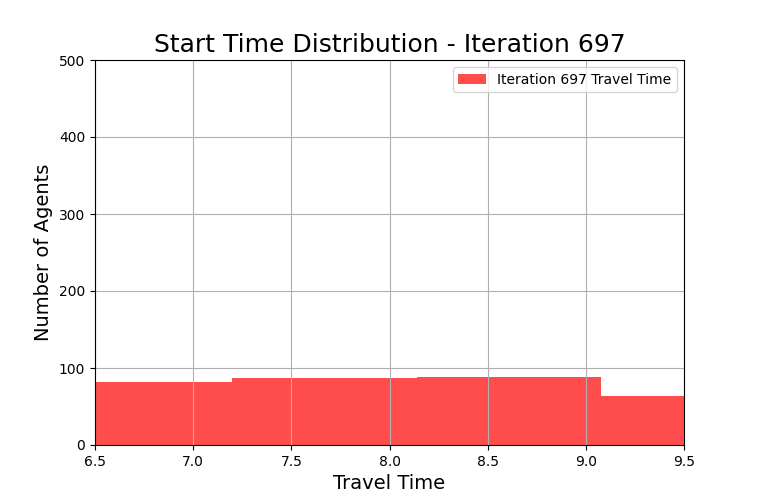 Start Time Distribution - Iteration 697
Iteration 697 Travel Time
Number of Agents
500
400
300
200
100
0
6.5 7.0 7.5 8.0 8.5 9.0 9.5
Travel Time